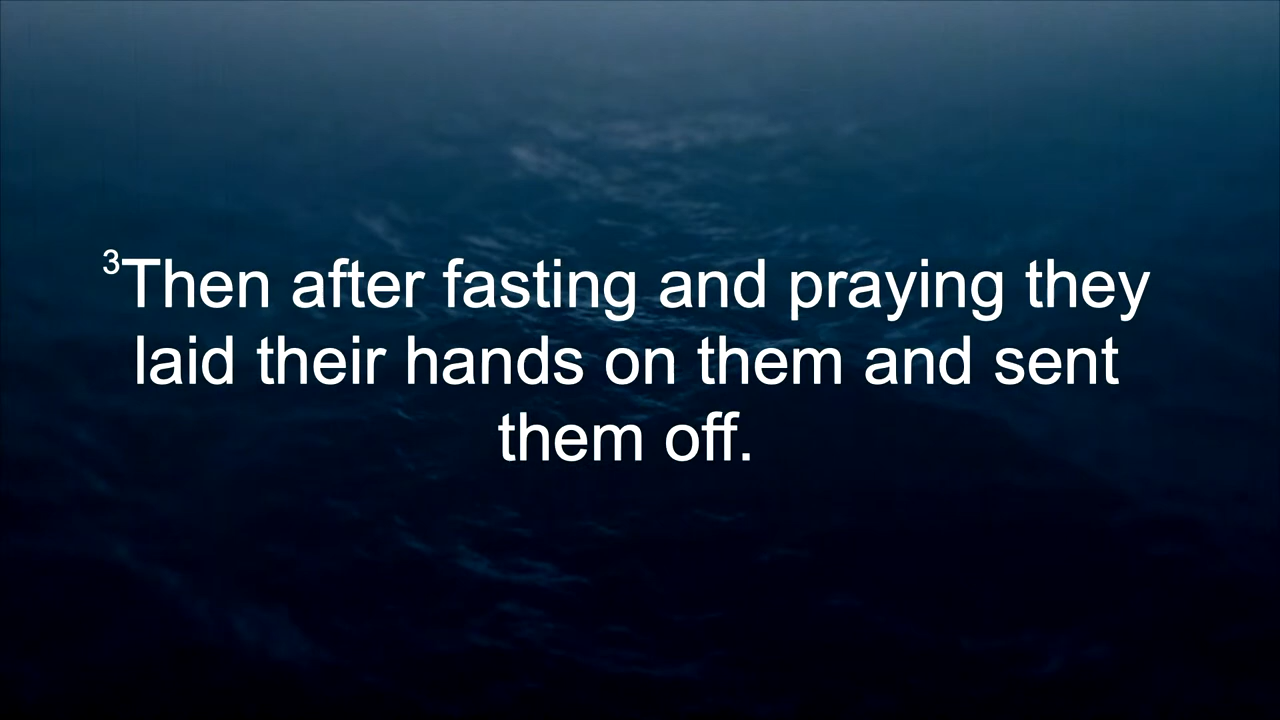 ³Then after fasting and praying they
laid their hands on them and sent
them off.